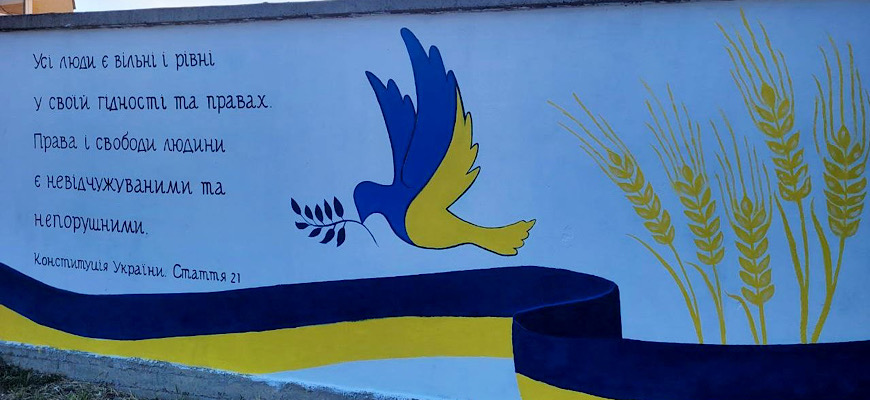 Усі люди є вільні і рівні
у своїй гідності та правах.
Права і свободи людини
є невідчужуваними та
непорушними.
Конституція України. Стаття 21